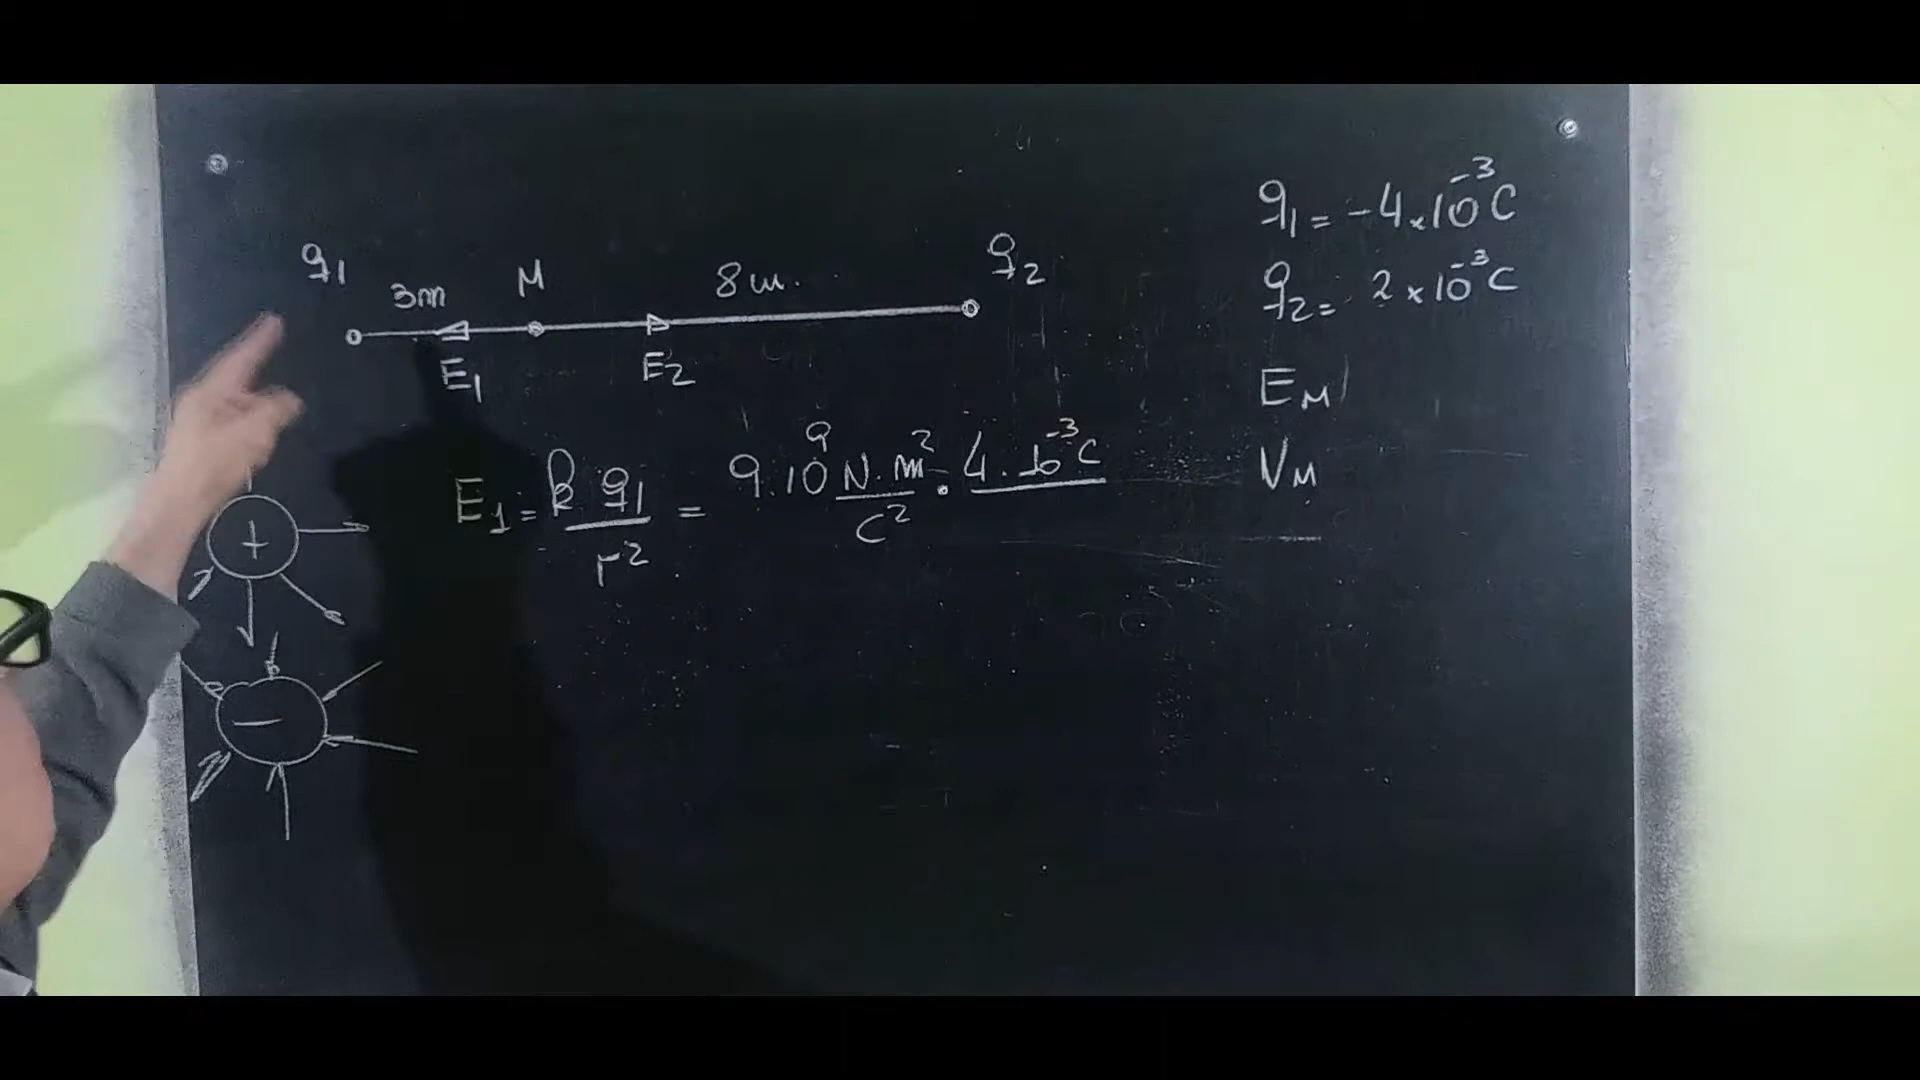 q1 3m M 8m. q2
E1 E2
E1 = k q1 / r² = 9.10⁹ N.m² / C² . 4.10⁻³C
+
−
q1 = -4×10⁻³C
q2 = 2×10⁻³C
EM
VM